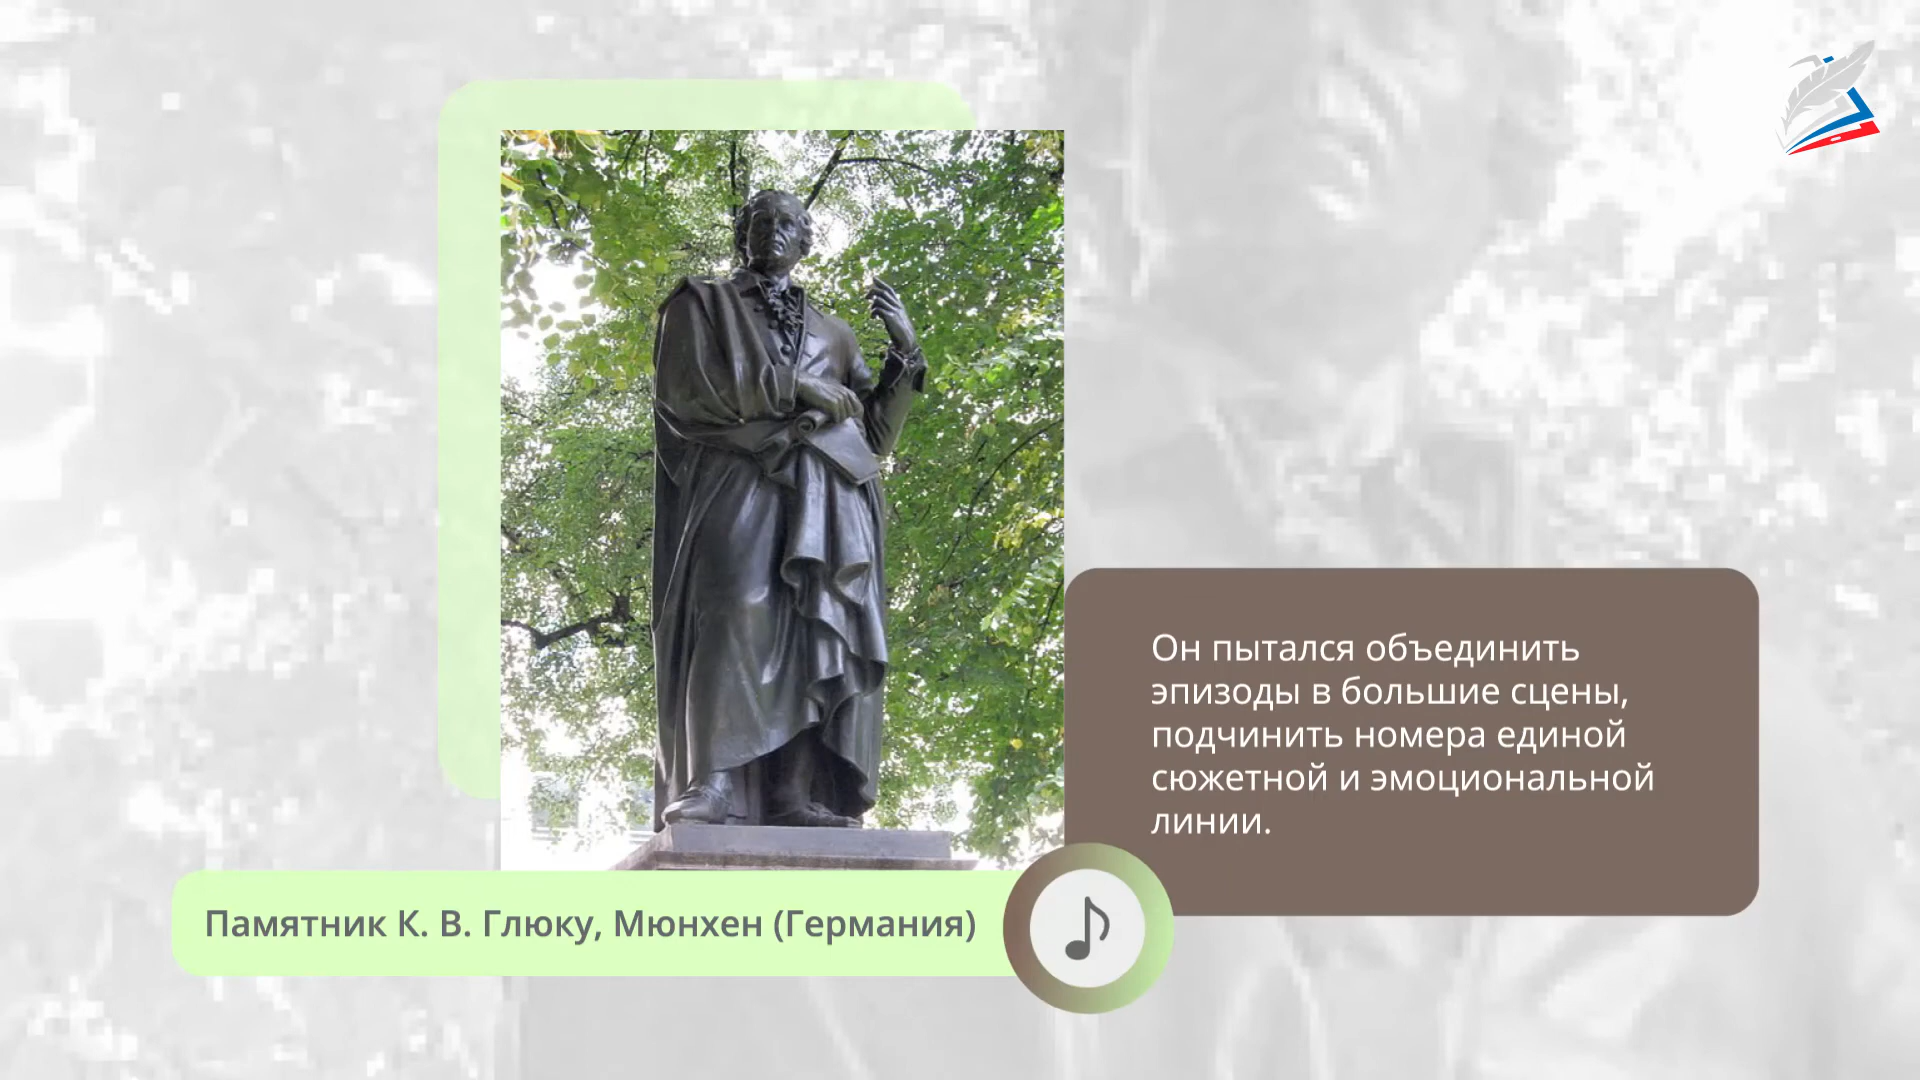 Он пытался объединить
эпизоды в большие сцены,
подчинить номера единой
сюжетной и эмоциональной
линии.
Памятник К. В. Глюку, Мюнхен (Германия)